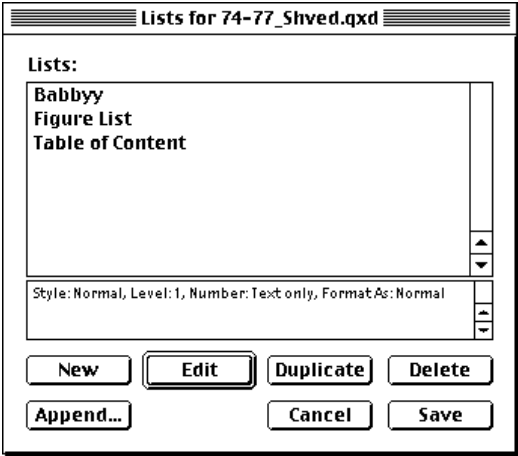 Lists for 74-77_Shved.qxd
Lists:
Babbyy
Figure List
Table of Content
Style:Normal, Level:1, Number:Text only, Format As:Normal
New Edit Duplicate Delete
Append... Cancel Save